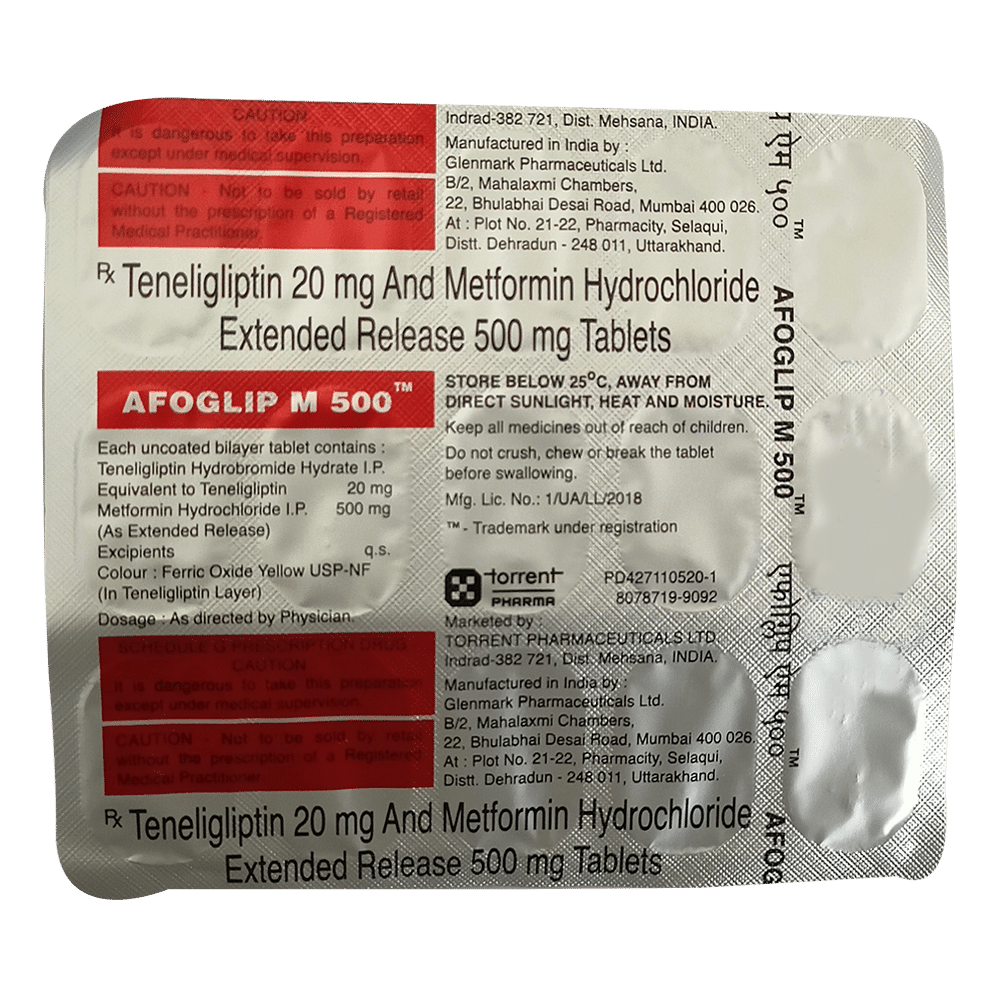 CAUTION
It is dangerous to take this preparation
except under medical supervision.
CAUTION - Not to be sold by retail
without the prescription of a Registered
Medical Practitioner.
Indrad-382 721, Dist. Mehsana, INDIA.
Manufactured in India by :
Glenmark Pharmaceuticals Ltd.
B/2, Mahalaxmi Chambers,
22, Bhulabhai Desai Road, Mumbai 400 026.
At : Plot No. 21-22, Pharmacity, Selaqui,
Distt. Dehradun - 248 011, Uttarakhand.
Rx Teneligliptin 20 mg And Metformin Hydrochloride
Extended Release 500 mg Tablets
AFOGLIP M 500™
Each uncoated bilayer tablet contains :
Teneligliptin Hydrobromide Hydrate I.P.
Equivalent to Teneligliptin 20 mg
Metformin Hydrochloride I.P. 500 mg
(As Extended Release)
Excipients q.s.
Colour : Ferric Oxide Yellow USP-NF
(In Teneligliptin Layer)
Dosage : As directed by Physician.
STORE BELOW 25°C, AWAY FROM
DIRECT SUNLIGHT, HEAT AND MOISTURE.
Keep all medicines out of reach of children.
Do not crush, chew or break the tablet
before swallowing.
Mfg. Lic. No.: 1/UA/LL/2018
™ - Trademark under registration
torrent
PHARMA
PD427110520-1
8078719-9092
Marketed by :
TORRENT PHARMACEUTICALS LTD.
Indrad-382 721, Dist. Mehsana, INDIA.
Manufactured in India by :
Glenmark Pharmaceuticals Ltd.
B/2, Mahalaxmi Chambers,
22, Bhulabhai Desai Road, Mumbai 400 026.
At : Plot No. 21-22, Pharmacity, Selaqui,
Distt. Dehradun - 248 011, Uttarakhand.
SCHEDULE G PRESCRIPTION DRUG
CAUTION
It is dangerous to take this preparation
except under medical supervision.
CAUTION - Not to be sold by retail
without the prescription of a Registered
Medical Practitioner.
Rx Teneligliptin 20 mg And Metformin Hydrochloride
Extended Release 500 mg Tablets
एम ५००™
AFOGLIP M 500™
एफोग्लिप एम ५००™
AFOG